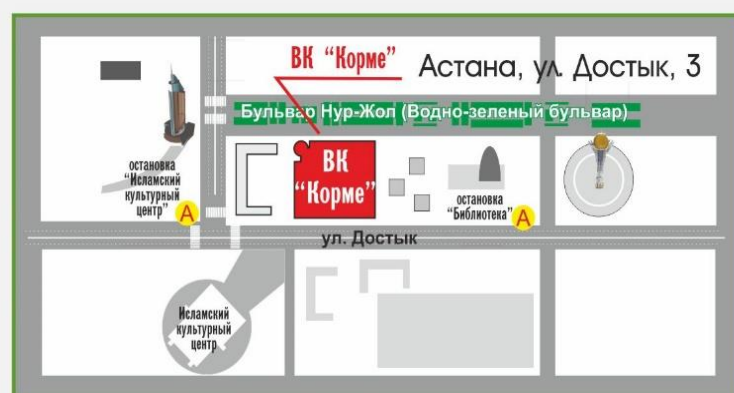 ВК “Корме”
Астана, ул. Достык, 3
Бульвар Нур-Жол (Водно-зеленый бульвар)
остановка
“Исламский
культурный
центр”
А
ВК
“Корме”
остановка
“Библиотека”
А
ул. Достык
Исламский
культурный
центр